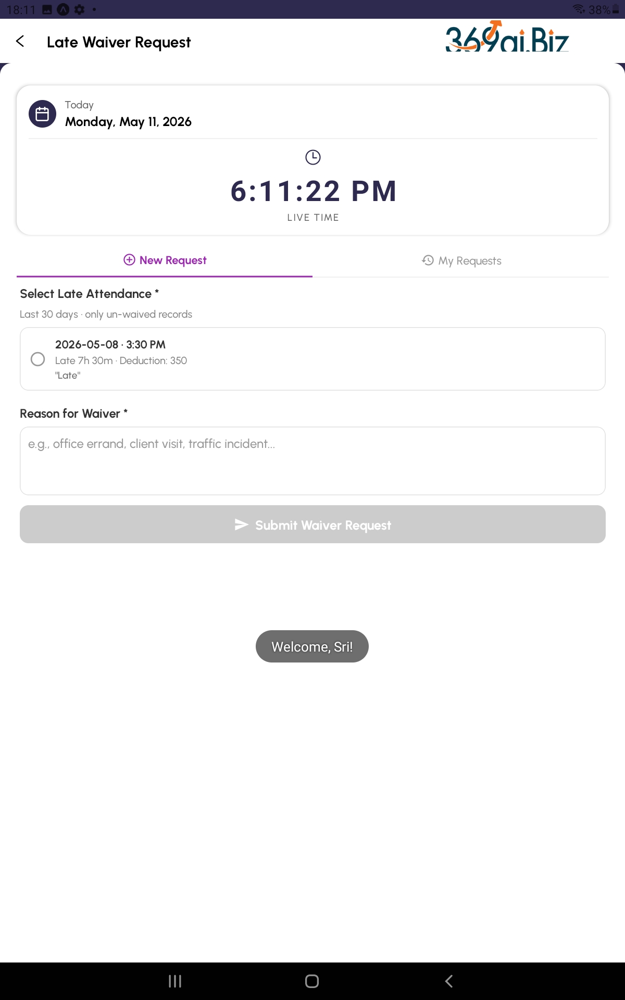 18:11
38%
Late Waiver Request
369ai.Biz
Today
Monday, May 11, 2026
6:11:22 PM
LIVE TIME
New Request
My Requests
Select Late Attendance *
Last 30 days · only un-waived records
2026-05-08 · 3:30 PM
Late 7h 30m · Deduction: 350
"Late"
Reason for Waiver *
e.g., office errand, client visit, traffic incident...
Submit Waiver Request
Welcome, Sri!